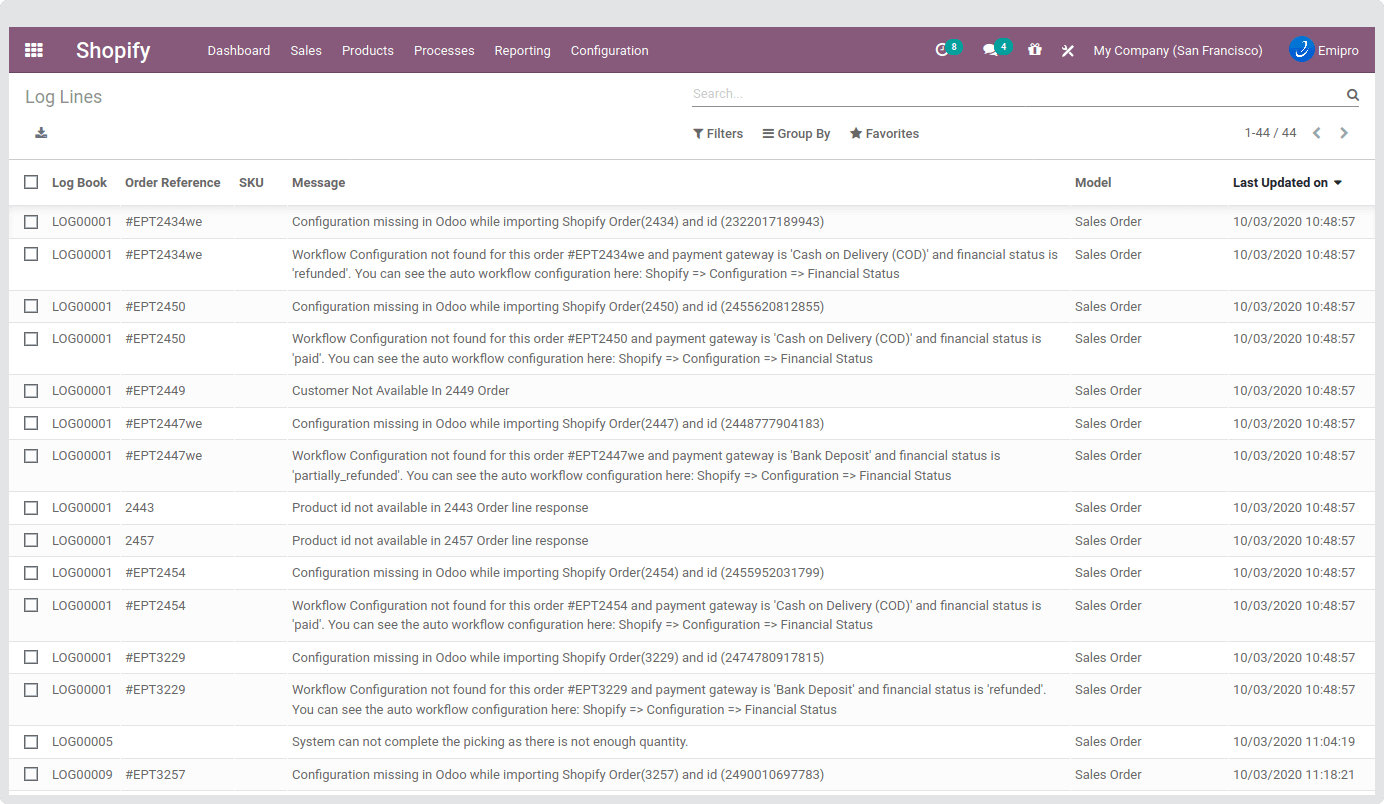 Shopify Dashboard Sales Products Processes Reporting Configuration 8 4 My Company (San Francisco) Emipro
Log Lines Search...
Filters Group By Favorites 1-44 / 44
Log Book Order Reference SKU Message Model Last Updated on
LOG00001 #EPT2434we Configuration missing in Odoo while importing Shopify Order(2434) and id (2322017189943) Sales Order 10/03/2020 10:48:57
LOG00001 #EPT2434we Workflow Configuration not found for this order #EPT2434we and payment gateway is 'Cash on Delivery (COD)' and financial status is Sales Order 10/03/2020 10:48:57
'refunded'. You can see the auto workflow configuration here: Shopify => Configuration => Financial Status
LOG00001 #EPT2450 Configuration missing in Odoo while importing Shopify Order(2450) and id (2455620812855) Sales Order 10/03/2020 10:48:57
LOG00001 #EPT2450 Workflow Configuration not found for this order #EPT2450 and payment gateway is 'Cash on Delivery (COD)' and financial status is Sales Order 10/03/2020 10:48:57
'paid'. You can see the auto workflow configuration here: Shopify => Configuration => Financial Status
LOG00001 #EPT2449 Customer Not Available In 2449 Order Sales Order 10/03/2020 10:48:57
LOG00001 #EPT2447we Configuration missing in Odoo while importing Shopify Order(2447) and id (2448777904183) Sales Order 10/03/2020 10:48:57
LOG00001 #EPT2447we Workflow Configuration not found for this order #EPT2447we and payment gateway is 'Bank Deposit' and financial status is Sales Order 10/03/2020 10:48:57
'partially_refunded'. You can see the auto workflow configuration here: Shopify => Configuration => Financial Status
LOG00001 2443 Product id not available in 2443 Order line response Sales Order 10/03/2020 10:48:57
LOG00001 2457 Product id not available in 2457 Order line response Sales Order 10/03/2020 10:48:57
LOG00001 #EPT2454 Configuration missing in Odoo while importing Shopify Order(2454) and id (2455952031799) Sales Order 10/03/2020 10:48:57
LOG00001 #EPT2454 Workflow Configuration not found for this order #EPT2454 and payment gateway is 'Cash on Delivery (COD)' and financial status is Sales Order 10/03/2020 10:48:57
'paid'. You can see the auto workflow configuration here: Shopify => Configuration => Financial Status
LOG00001 #EPT3229 Configuration missing in Odoo while importing Shopify Order(3229) and id (2474780917815) Sales Order 10/03/2020 10:48:57
LOG00001 #EPT3229 Workflow Configuration not found for this order #EPT3229 and payment gateway is 'Bank Deposit' and financial status is 'refunded'. Sales Order 10/03/2020 10:48:57
You can see the auto workflow configuration here: Shopify => Configuration => Financial Status
LOG00005 System can not complete the picking as there is not enough quantity. Sales Order 10/03/2020 11:04:19
LOG00009 #EPT3257 Configuration missing in Odoo while importing Shopify Order(3257) and id (2490010697783) Sales Order 10/03/2020 11:18:21